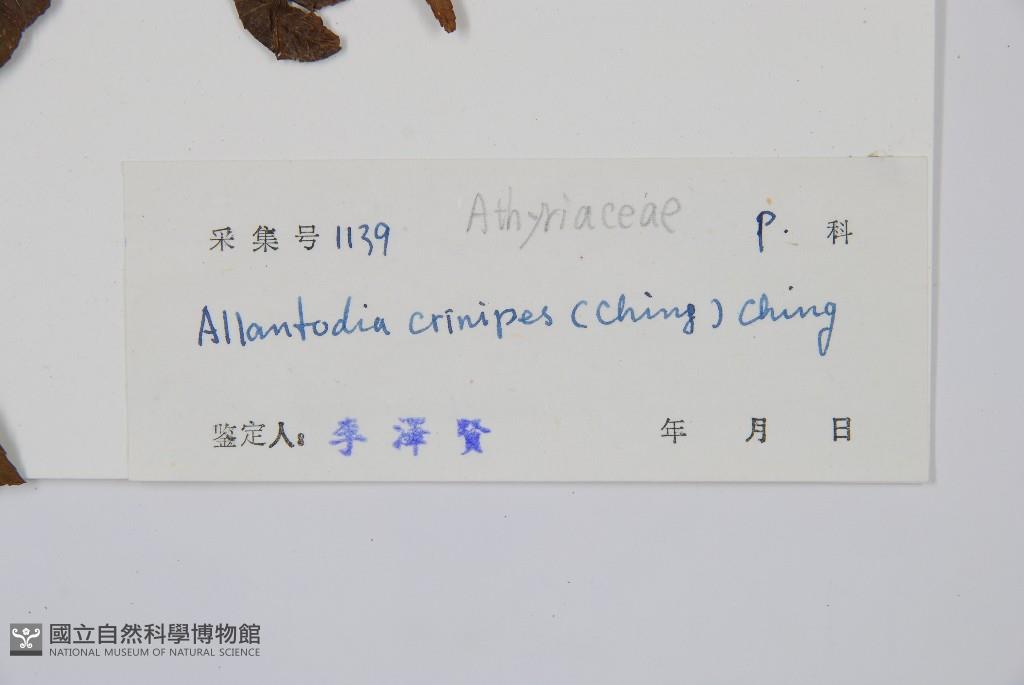 采集号 1139 Athyriaceae P. 科
Allantodia crinipes (Ching) Ching
鉴定人: 李澤賢 年 月 日
國立自然科學博物館
NATIONAL MUSEUM OF NATURAL SCIENCE